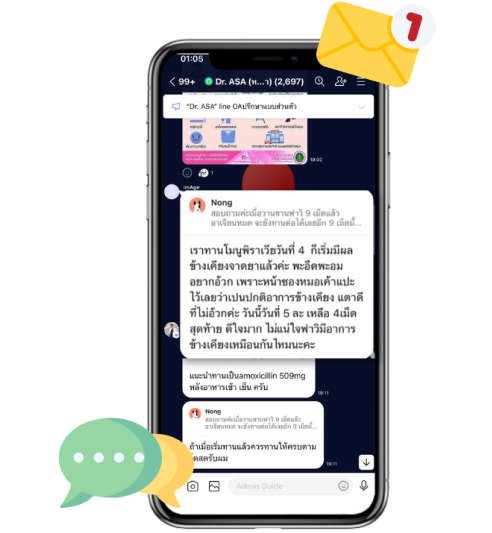 1
01:05
99+ Dr. ASA (ห...า) (2,697)
"Dr. ASA" line OAปรึกษาแบบส่วนตัว
19:02
1
imAge
Nong
สอบถามค่ะเมื่อวานทานฟาวิ 9 เม็ดแล้ว
อาเจียนหมด จะยังทานต่อได้เลยอีก 9 เม็ดมั้...
เราทานโมนูพิราเวียวันที่ 4 ก็เริ่มมีผล
ข้างเคียงจากยาแล้วค่ะ พะอืดพะอม
อยากอ้วก เพราะหน้าซองหมอเค้าแปะ
ไว้เลยว่าเปนปกติอาการข้างเคียง แตาดี
ที่ไม่อ้วกค่ะ วันนี้วันที่ 5 ละ เหลือ 4เม็ด
สุดท้าย ดีใจมาก ไม่แน่ใจฟาวิมีอาการ
ข้างเคียงเหมือนกันไหมนะคะ
แนะนำทานเป็นamoxicillin 509mg
หลังอาหารเช้า เย็น ครับ
19:11
Nong
สอบถามค่ะเมื่อวานทานฟาวิ 9 เม็ดแล้ว
อาเจียนหมด จะยังทานต่อได้เลยอีก 9 เม็ดมั้...
ถ้าเมื่อเริ่มทานแล้วควรทานให้ครบตาม
โดสครับผม
19:11
Admin Guide